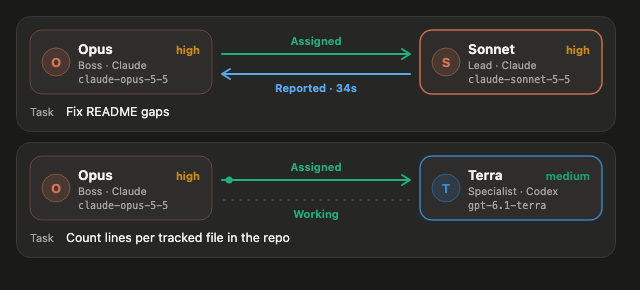 O
Opus
high
Boss · Claude
claude-opus-5-5
Assigned
Reported · 34s
S
Sonnet
high
Lead · Claude
claude-sonnet-5-5
Task Fix README gaps
O
Opus
high
Boss · Claude
claude-opus-5-5
Assigned
Working
T
Terra
medium
Specialist · Codex
gpt-6.1-terra
Task Count lines per tracked file in the repo